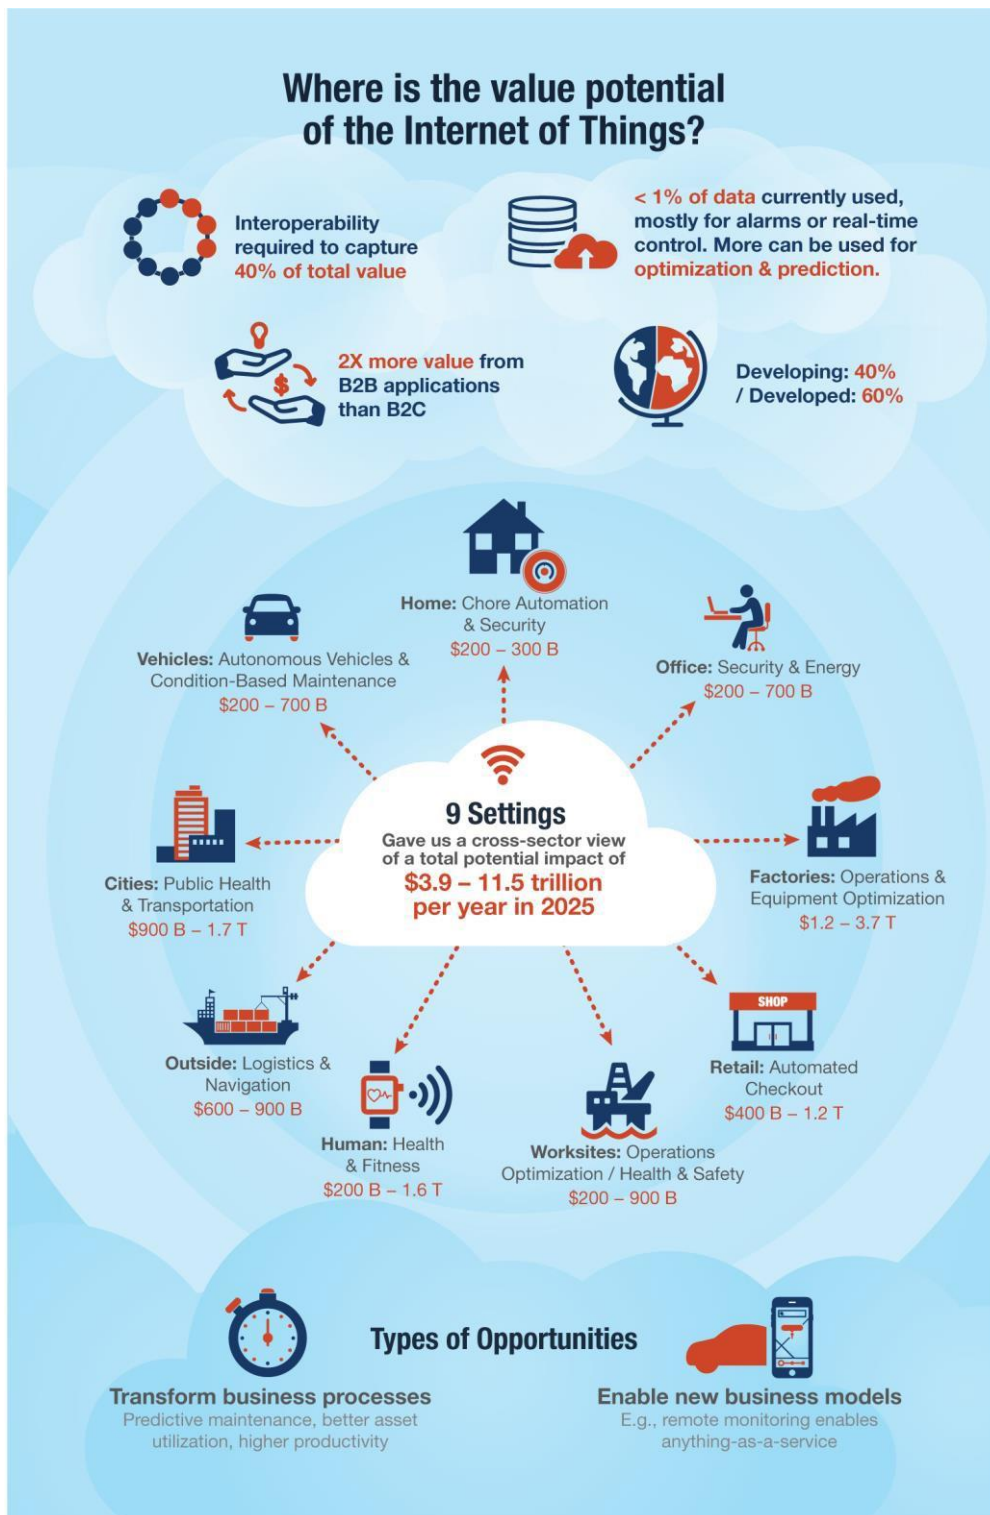 Where is the value potential
of the Internet of Things?
Interoperability
required to capture
40% of total value
< 1% of data currently used,
mostly for alarms or real-time
control. More can be used for
optimization & prediction.
2X more value from
B2B applications
than B2C
Developing: 40%
/ Developed: 60%
Home: Chore Automation
& Security
$200 – 300 B
Vehicles: Autonomous Vehicles &
Condition-Based Maintenance
$200 – 700 B
Office: Security & Energy
$200 – 700 B
9 Settings
Gave us a cross-sector view
of a total potential impact of
$3.9 – 11.5 trillion
per year in 2025
Cities: Public Health
& Transportation
$900 B – 1.7 T
Factories: Operations &
Equipment Optimization
$1.2 – 3.7 T
Outside: Logistics &
Navigation
$600 – 900 B
SHOP
Retail: Automated
Checkout
$400 B – 1.2 T
Human: Health
& Fitness
$200 B – 1.6 T
Worksites: Operations
Optimization / Health & Safety
$200 – 900 B
Types of Opportunities
Transform business processes
Predictive maintenance, better asset
utilization, higher productivity
Enable new business models
E.g., remote monitoring enables
anything-as-a-service